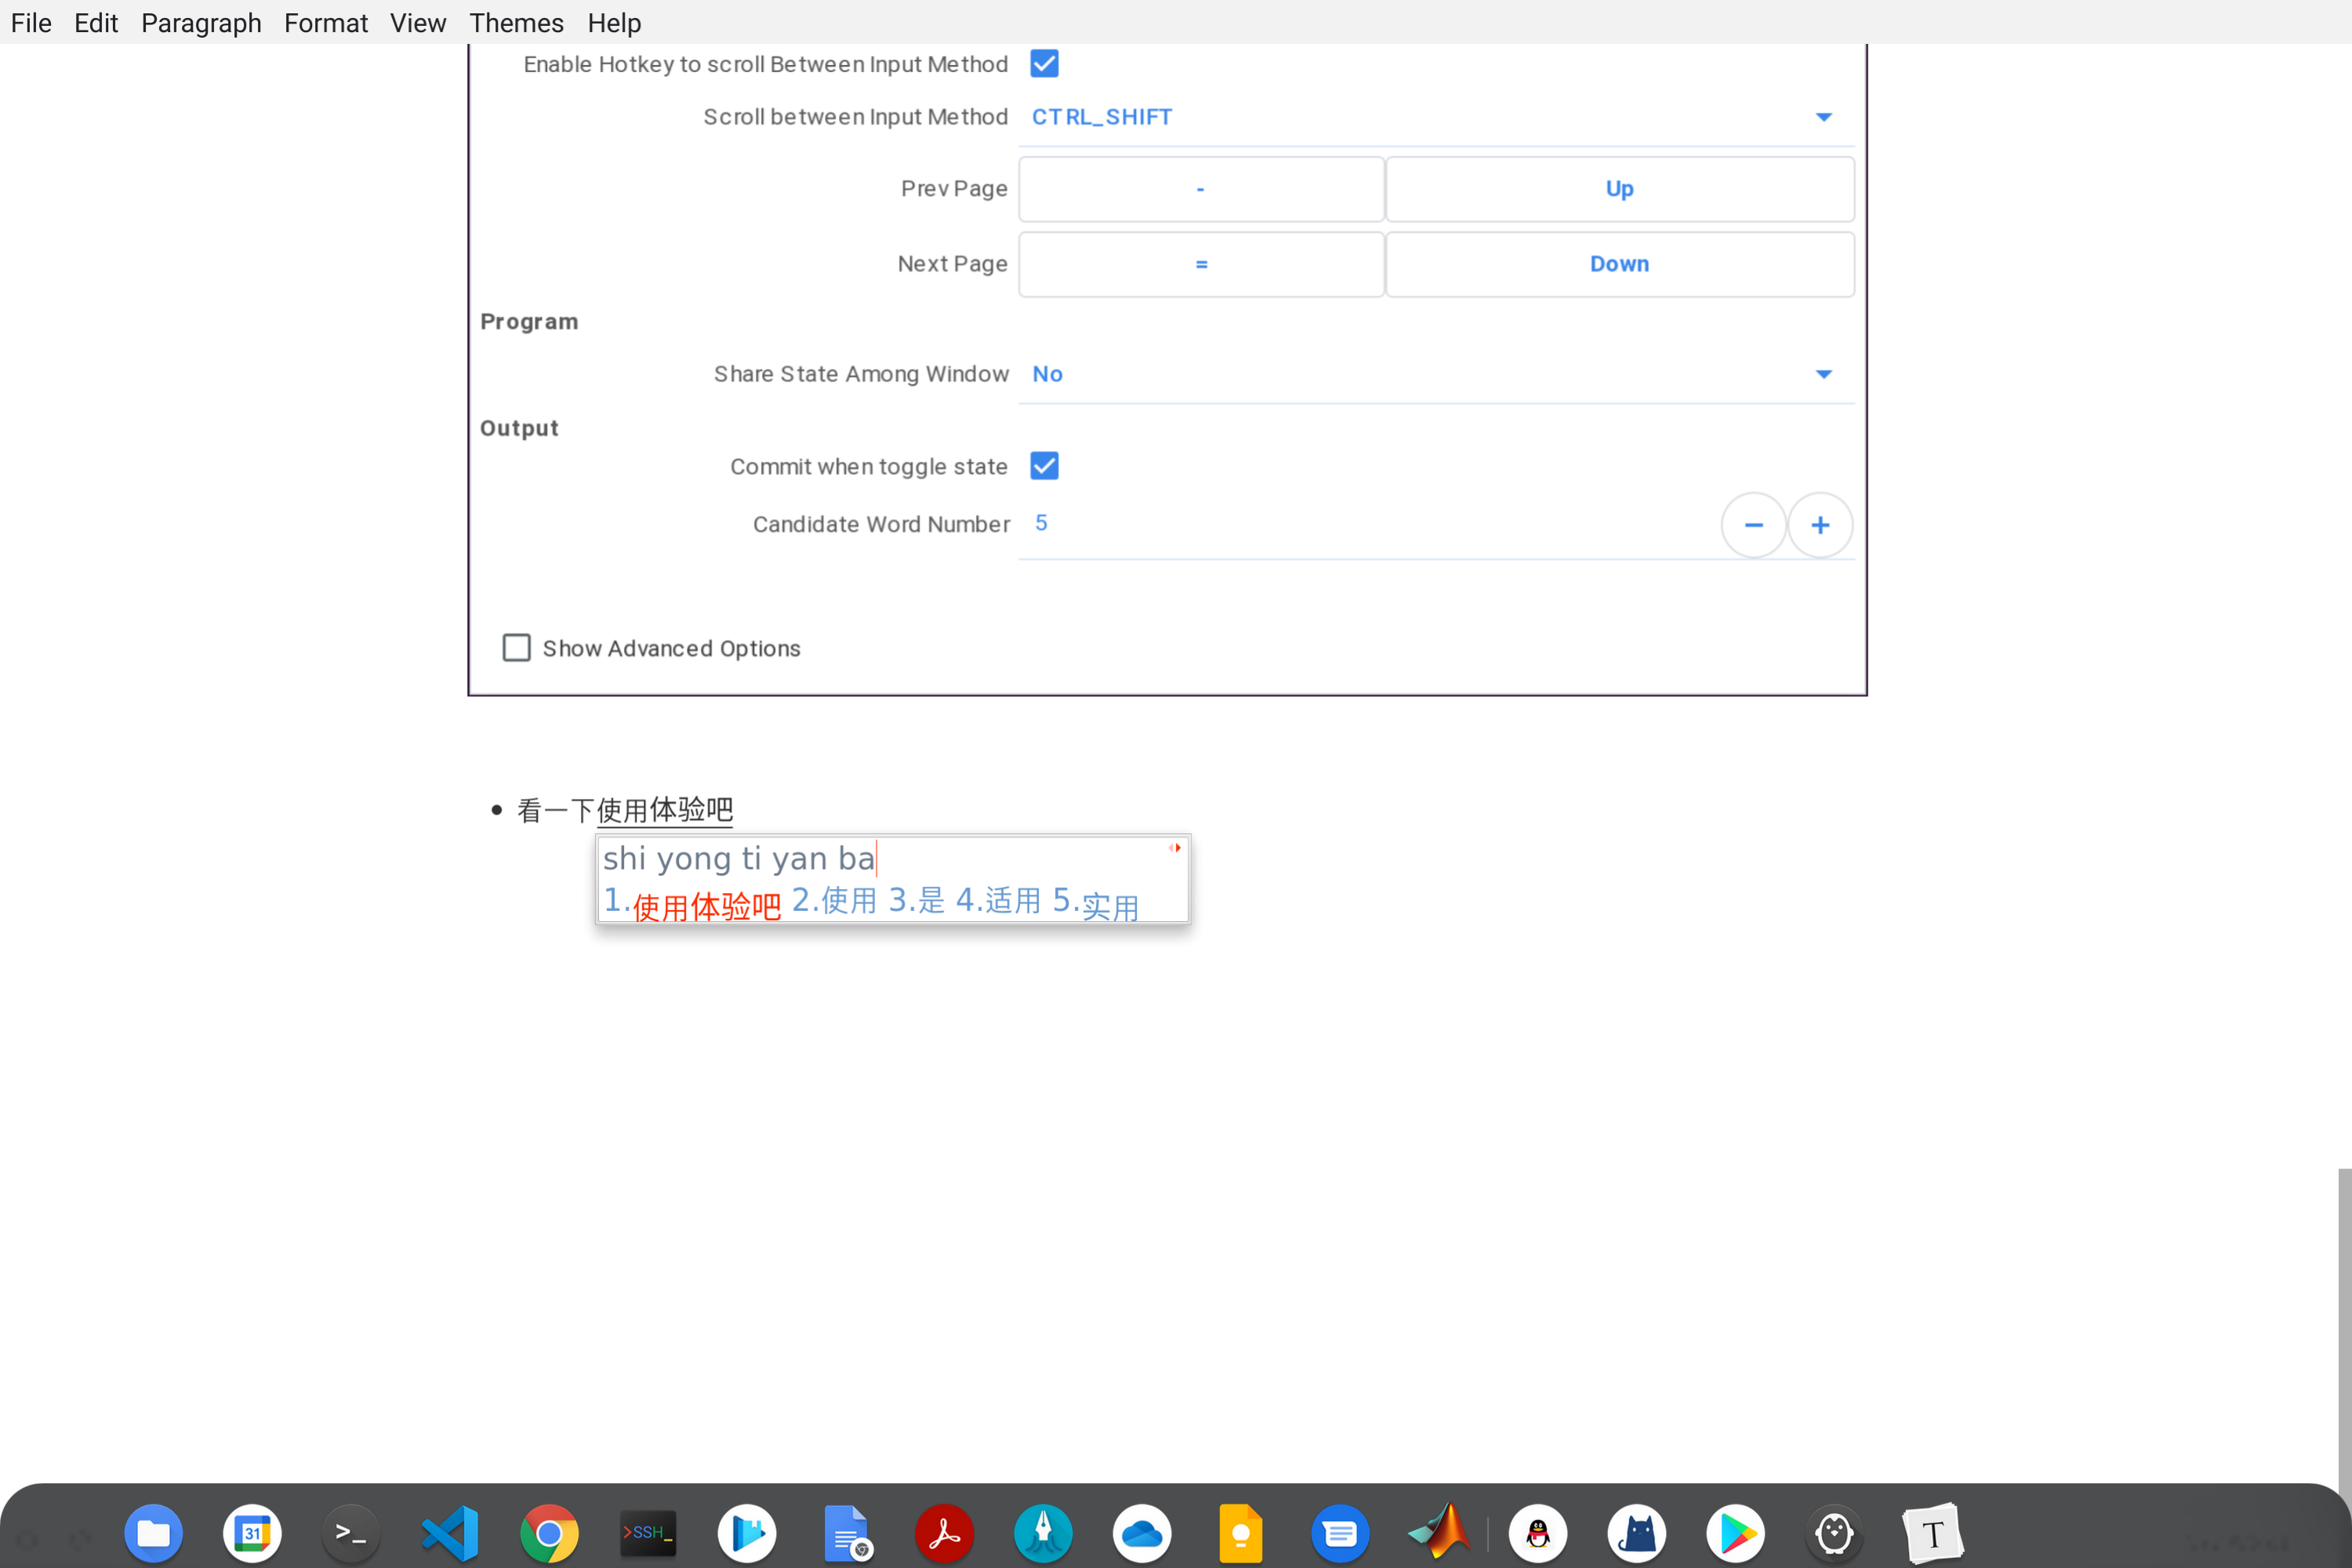 File Edit Paragraph Format View Themes Help
Enable Hotkey to scroll Between Input Method
Scroll between Input Method CTRL_SHIFT
Prev Page - Up
Next Page = Down
Program
Share State Among Window No
Output
Commit when toggle state
Candidate Word Number 5 − +
Show Advanced Options
看一下使用体验吧
shi yong ti yan ba
1.使用体验吧 2.使用 3.是 4.适用 5.实用
31 >_ >SSH_ T